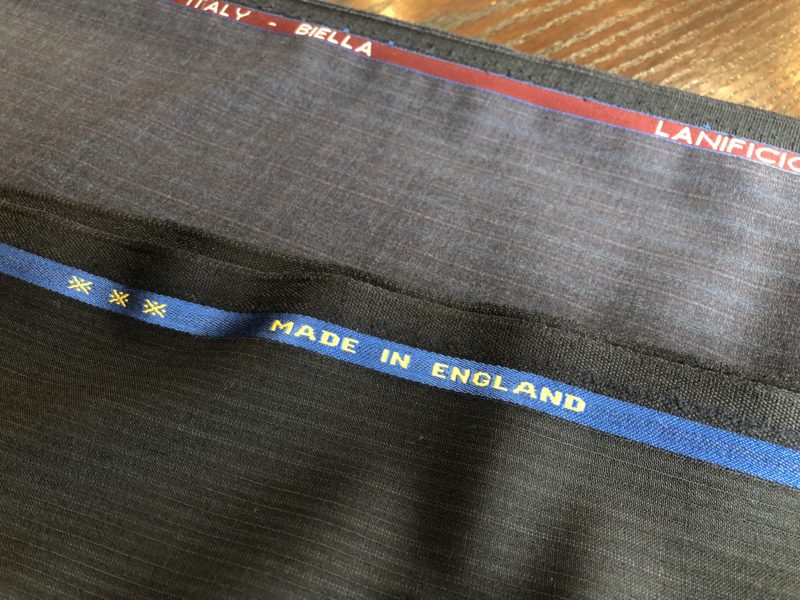 ITALY - BIELLA
LANIFICIO
※ ※ ※ MADE IN ENGLAND